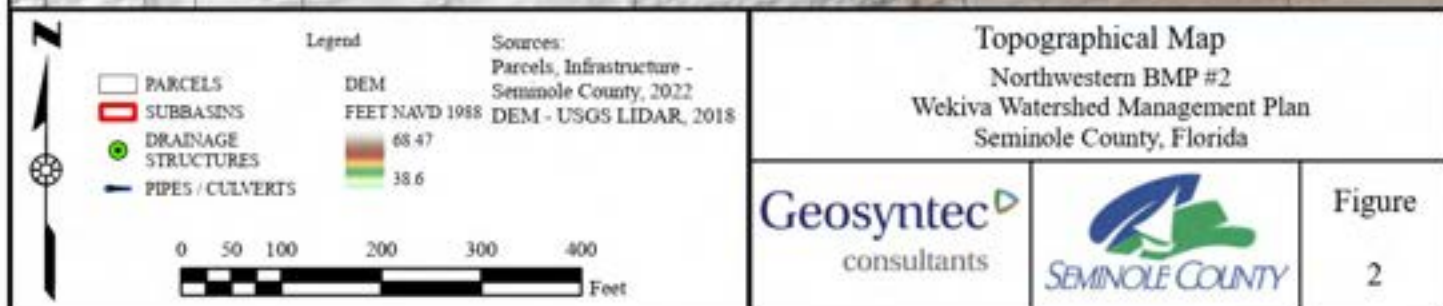 N
Legend
PARCELS
SUBBASINS
DRAINAGE
STRUCTURES
PIPES / CULVERTS
DEM
FEET NAVD 1988
68.47
38.6
Sources:
Parcels, Infrastructure -
Seminole County, 2022
DEM - USGS LIDAR, 2018
0 50 100 200 300 400
Feet
Topographical Map
Northwestern BMP #2
Wekiva Watershed Management Plan
Seminole County, Florida
Geosyntec
consultants
SEMINOLE COUNTY
Figure
2